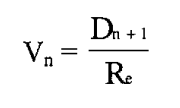 Vn = Dn + 1 / Re